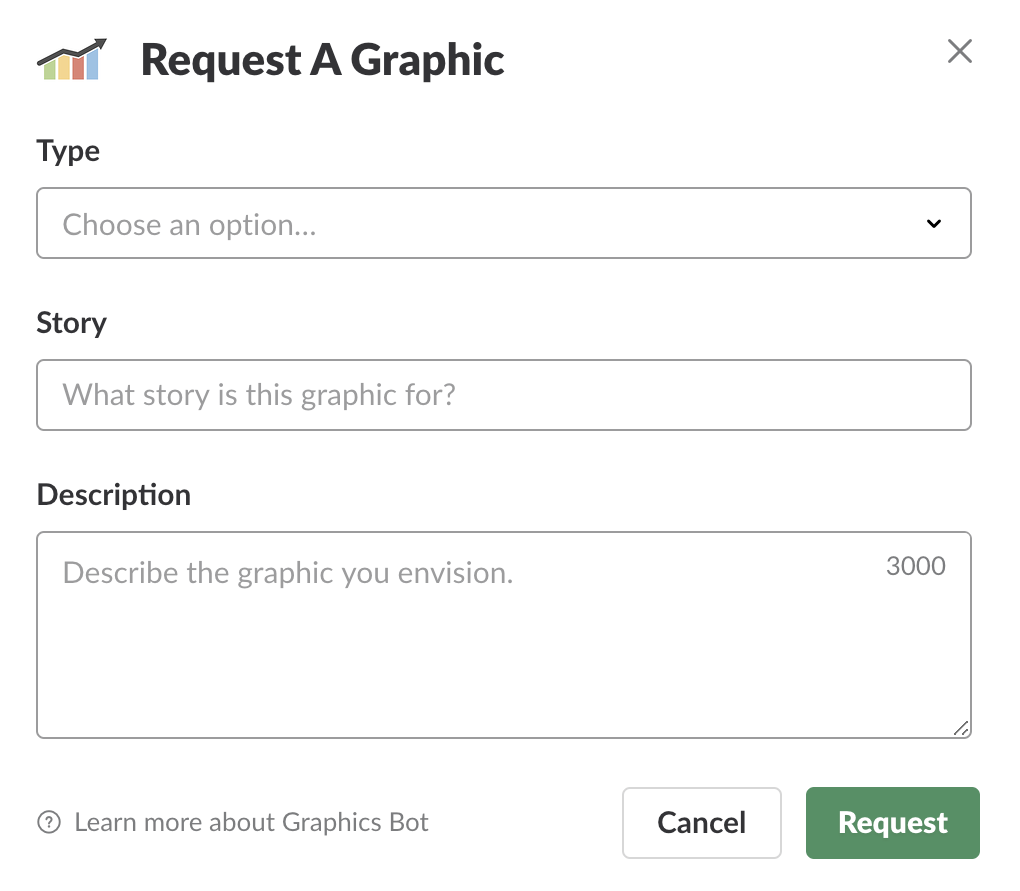 Request A Graphic
Type
Choose an option...
Story
What story is this graphic for?
Description
Describe the graphic you envision.
3000
Learn more about Graphics Bot
Cancel
Request